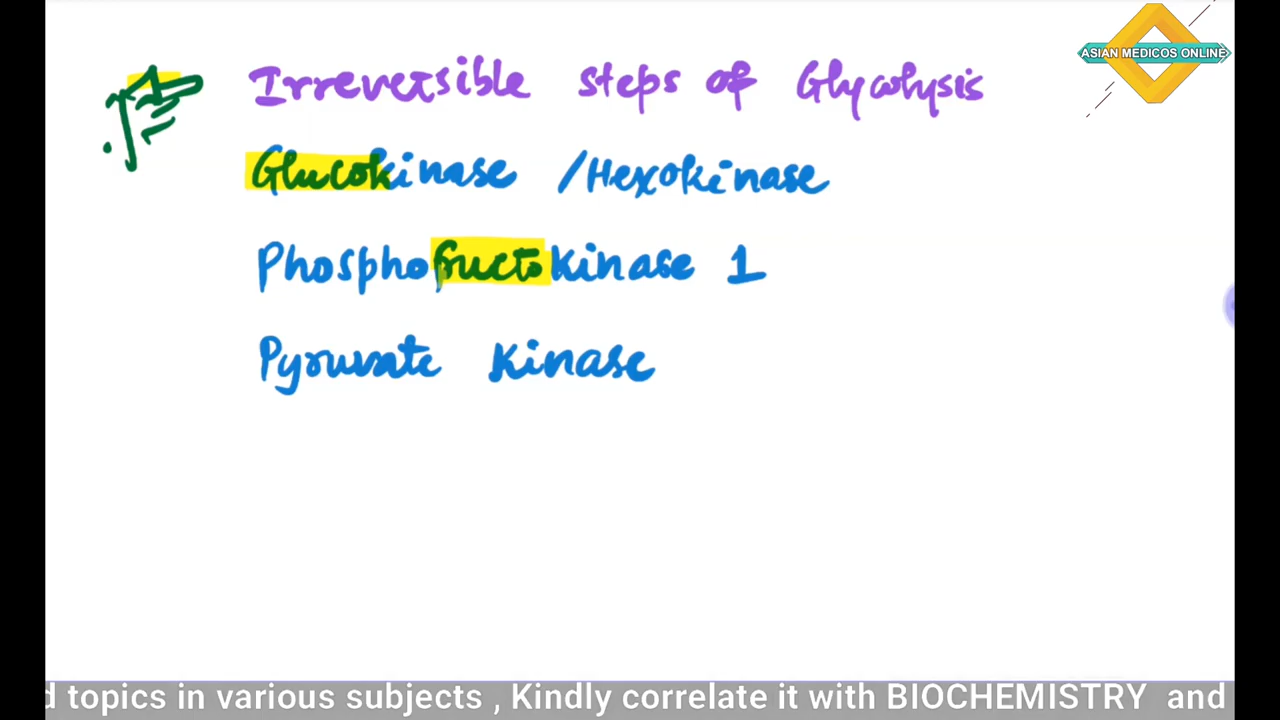 ASIAN MEDICOS ONLINE
Irreversible steps of Glycolysis
Glucokkinase /Hexokinase
Phosphofructokinase 1
Pyruvate Kinase
topics in various subjects , Kindly correlate it with BIOCHEMISTRY and